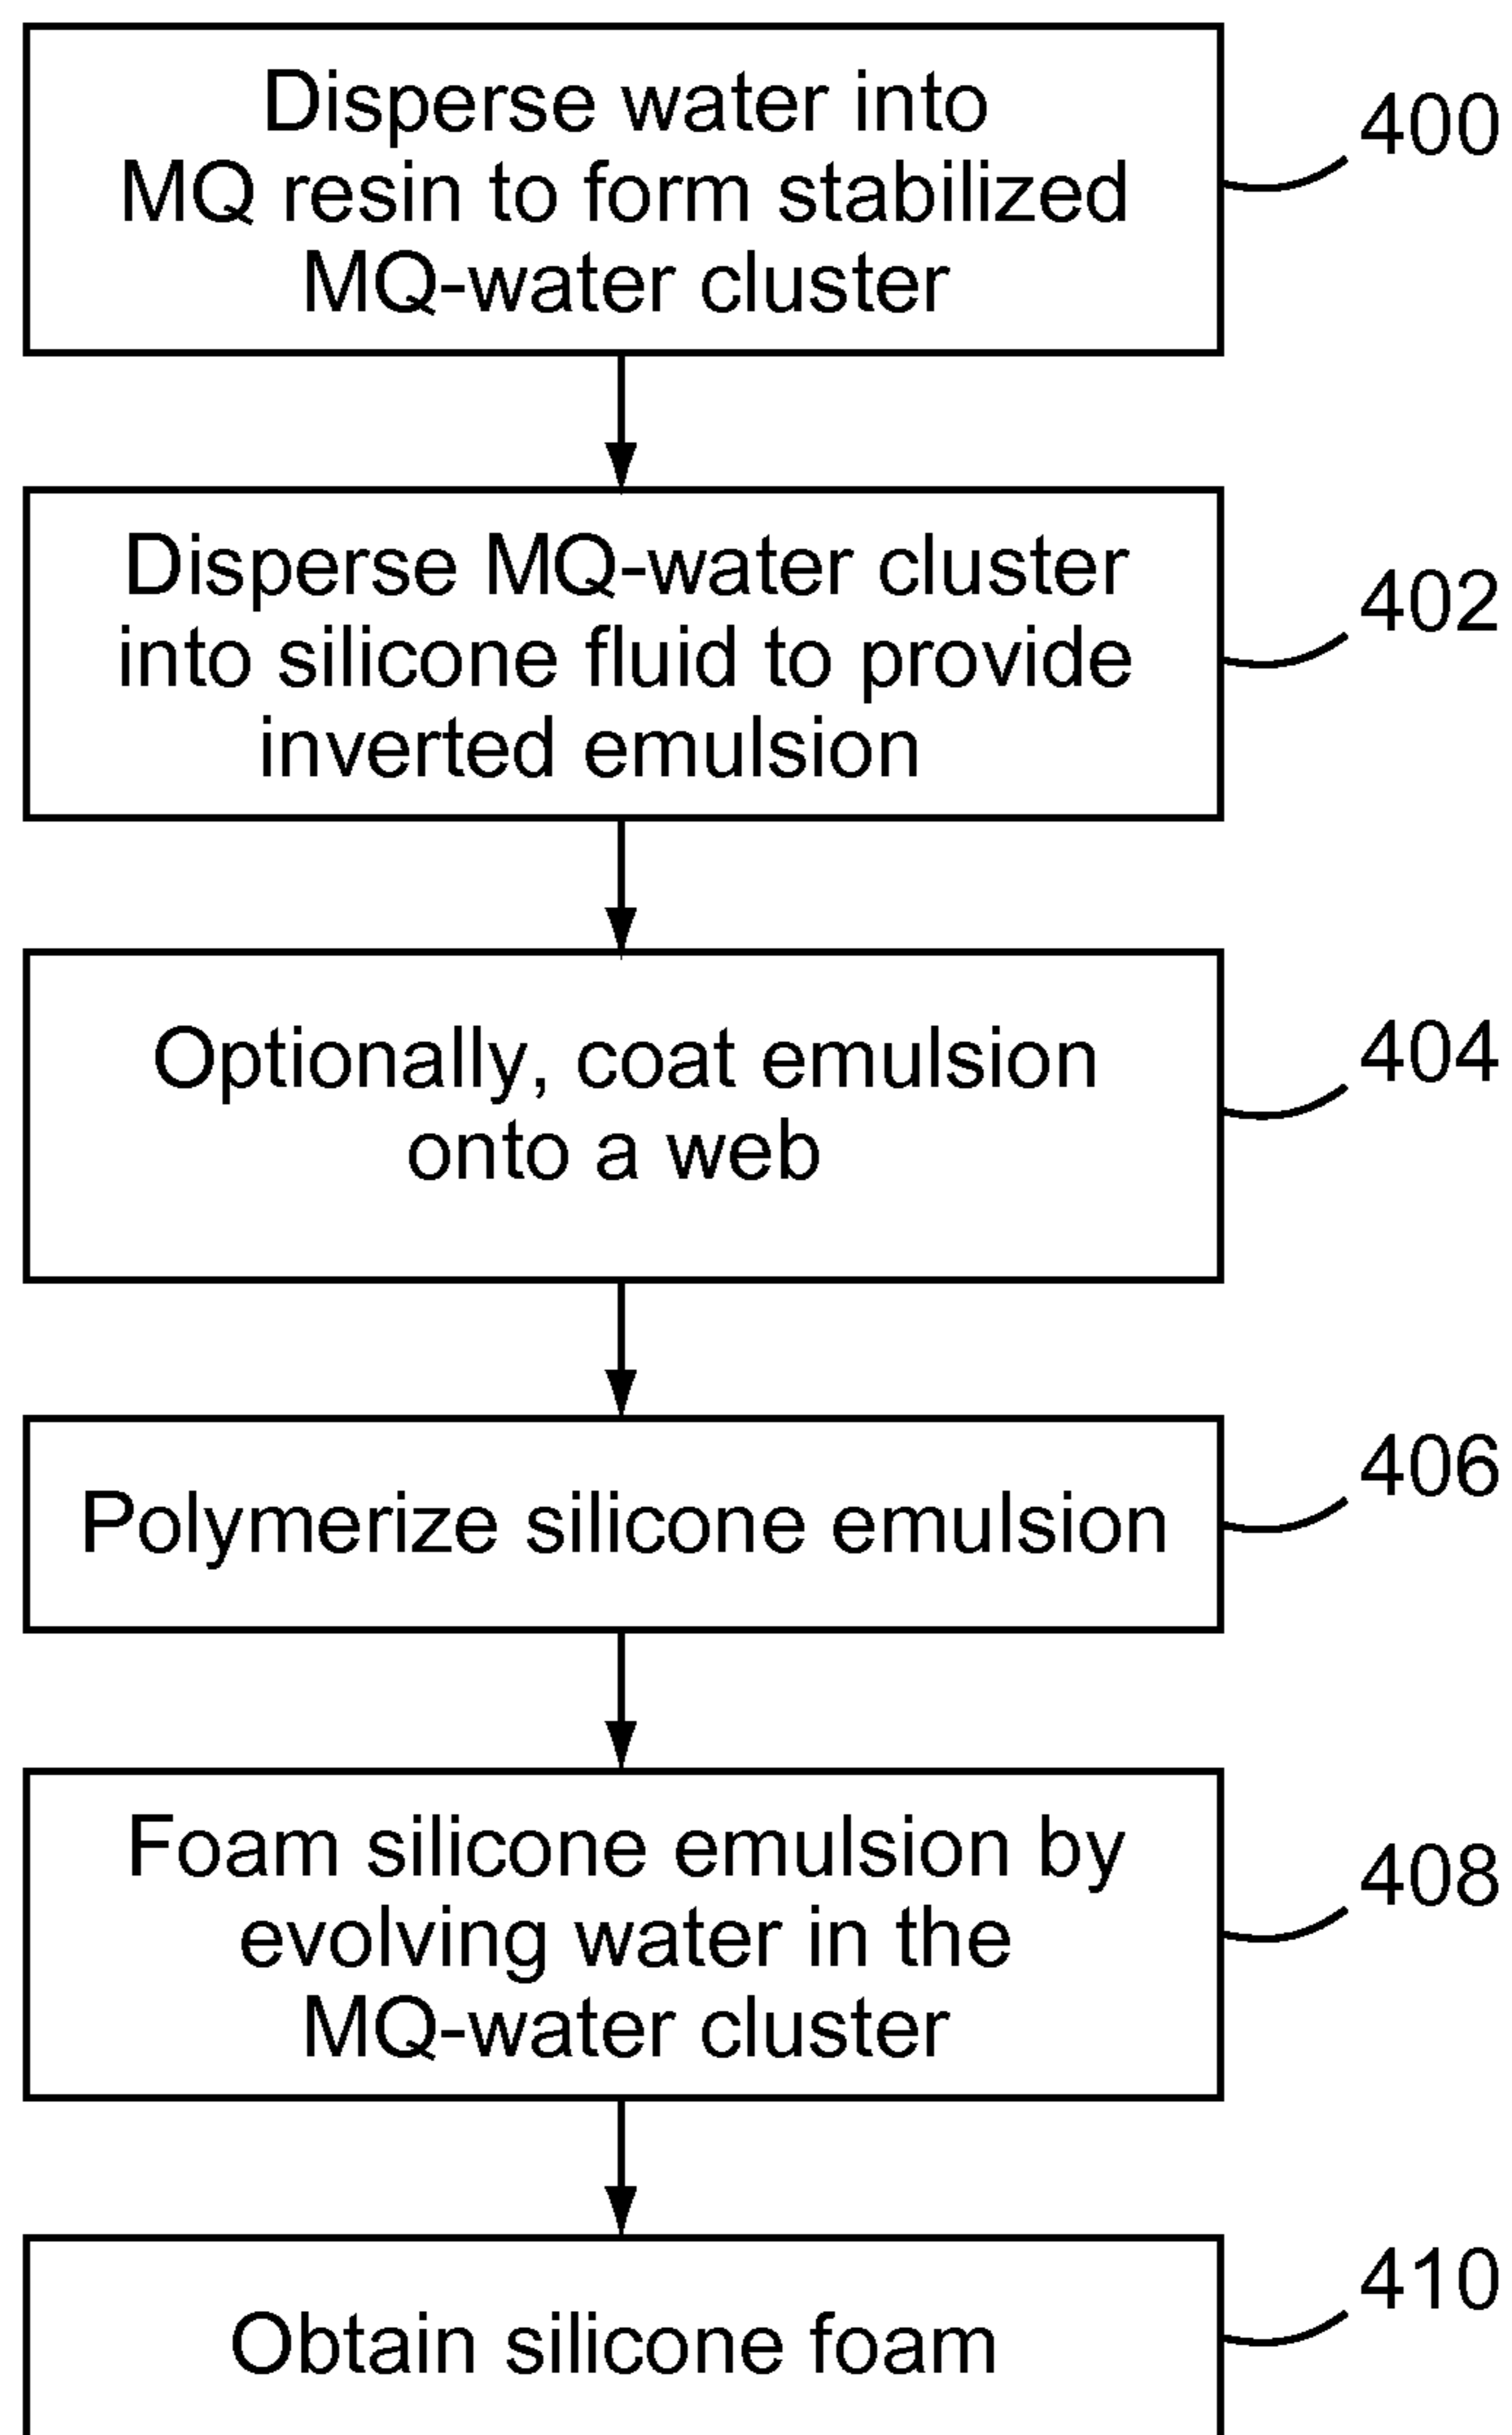 Disperse water into
MQ resin to form stabilized
MQ-water cluster
400
Disperse MQ-water cluster
into silicone fluid to provide
inverted emulsion
402
Optionally, coat emulsion
onto a web
404
Polymerize silicone emulsion
406
Foam silicone emulsion by
evolving water in the
MQ-water cluster
408
Obtain silicone foam
410